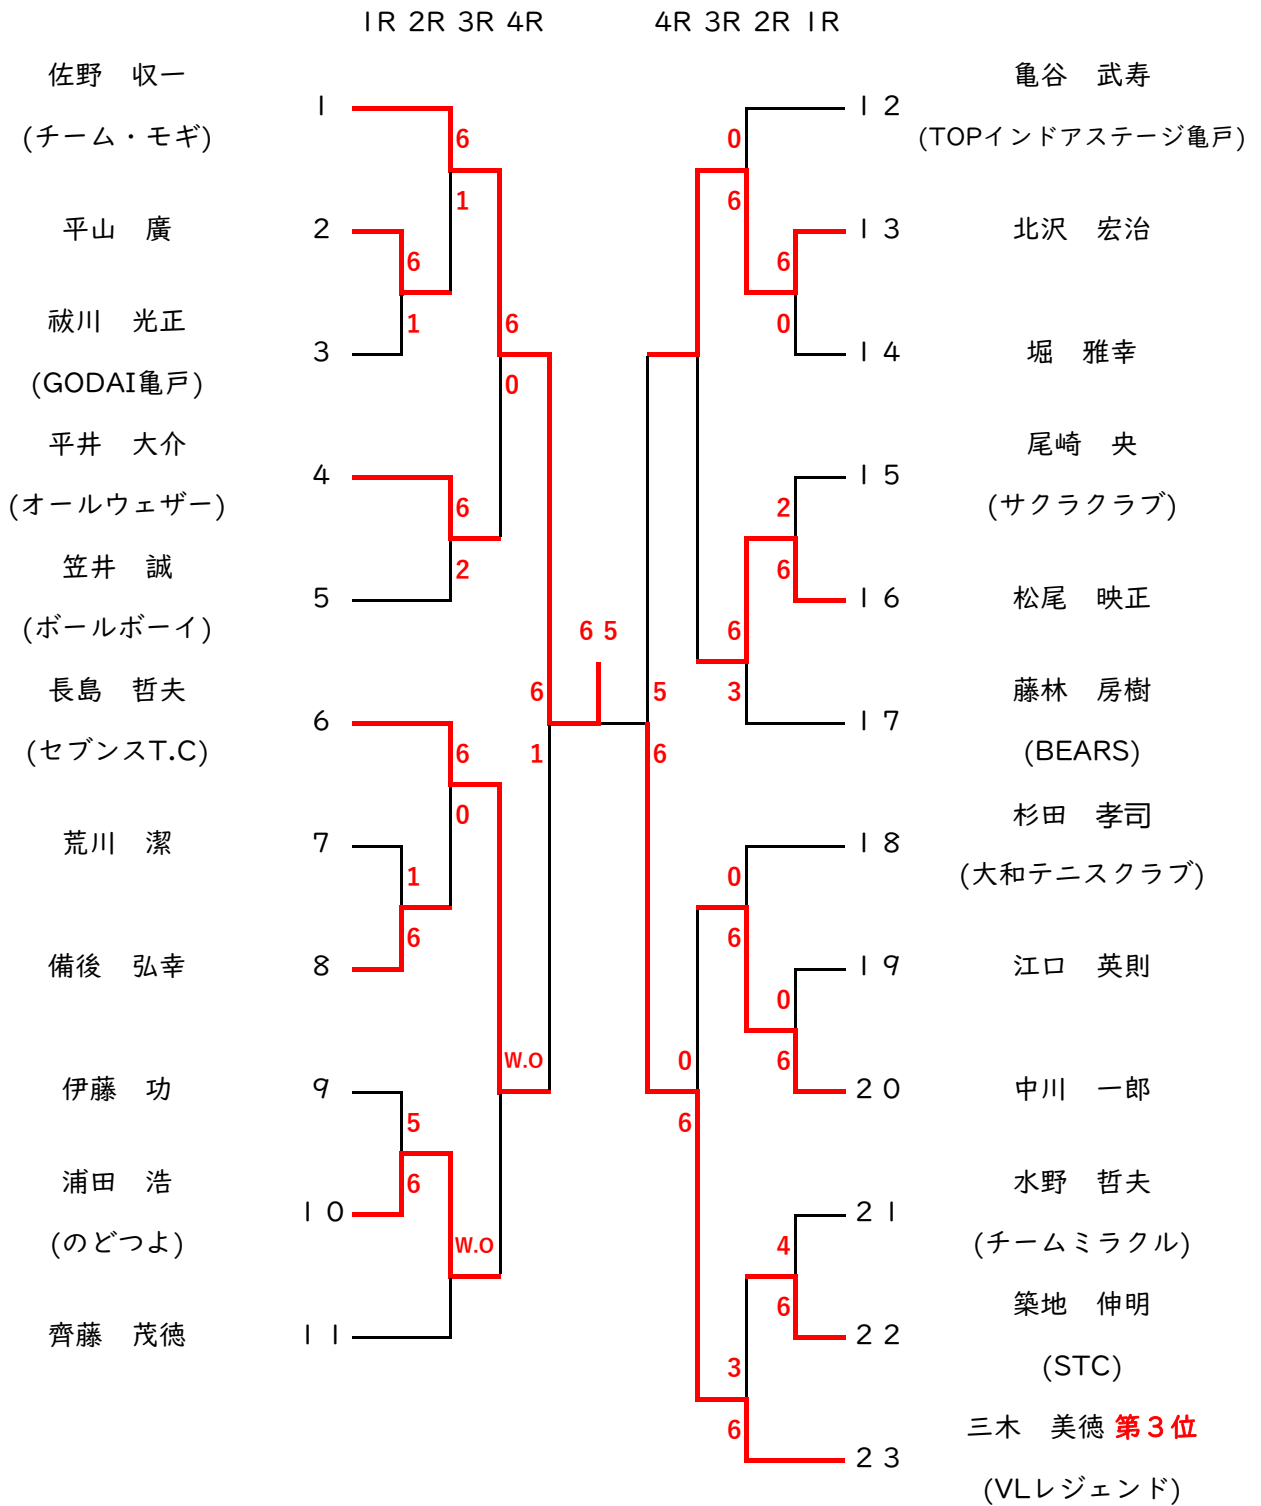 1R 2R 3R 4R
4R 3R 2R 1R
佐野　収一
1
(チーム・モギ)
6
1
平山　廣
2
6
祓川　光正
1
6
3
(GODAI亀戸)
0
平井　大介
4
(オールウェザー)
6
笠井　誠
2
5
(ボールボーイ)
6 5
長島　哲夫
6
1
6
(セブンスT.C)
6
0
荒川　潔
7
1
6
備後　弘幸
8
W.O
伊藤　功
9
5
浦田　浩
6
10
(のどつよ)
W.O
齊藤　茂徳
11
亀谷　武寿
12
(TOPインドアステージ亀戸)
0
6
北沢　宏治
13
6
0
堀　雅幸
14
尾崎　央
15
(サクラクラブ)
2
6
松尾　映正
16
6
3
藤林　房樹
17
(BEARS)
5
6
杉田　孝司
18
(大和テニスクラブ)
0
6
江口　英則
19
0
6
中川　一郎
20
0
6
水野　哲夫
21
(チームミラクル)
4
6
築地　伸明
22
(STC)
3
6
三木　美徳 第３位
23
(VLレジェンド)